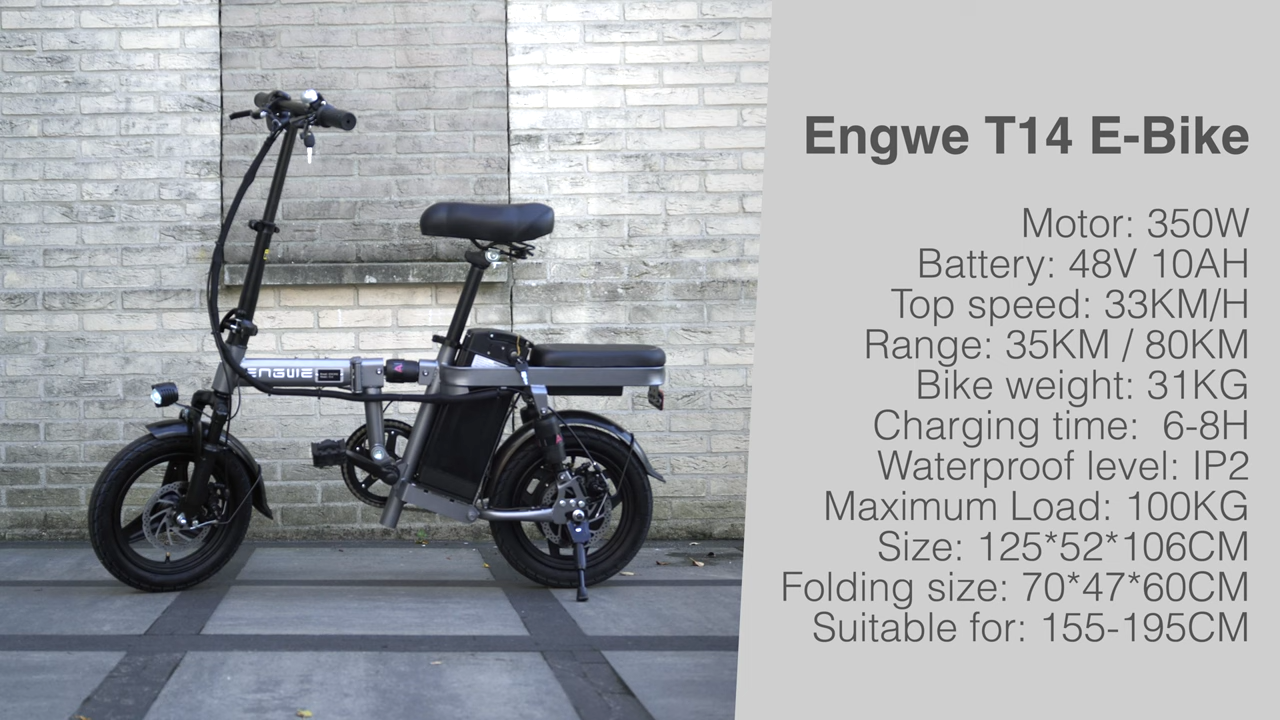 ENGWE
Engwe T14 E-Bike
Motor: 350W
Battery: 48V 10AH
Top speed: 33KM/H
Range: 35KM / 80KM
Bike weight: 31KG
Charging time:  6-8H
Waterproof level: IP2
Maximum Load: 100KG
Size: 125*52*106CM
Folding size: 70*47*60CM
Suitable for: 155-195CM